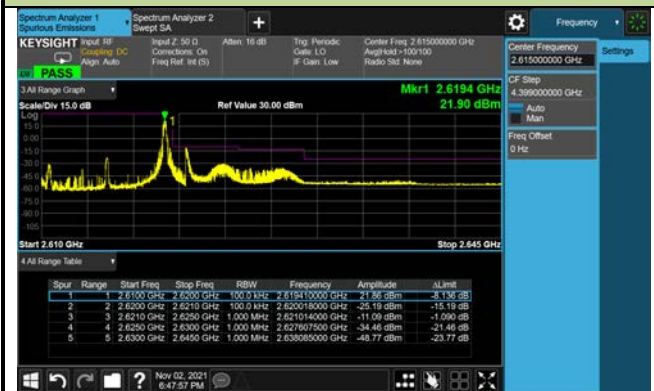 Spectrum Analyzer 1
Spurious Emissions
Spectrum Analyzer 2
Swept SA
+
Frequency
KEYSIGHT
Input: RF
Coupling: DC
Align: Auto
Input Z: 50 Ω
Corrections: On
Freq Ref: Int (S)
Atten: 16 dB
Trig: Periodic
Gate: LO
IF Gain: Low
Center Freq: 2.615000000 GHz
Avg|Hold:>100/100
Radio Std: None
PASS
Center Frequency
2.615000000 GHz
Settings
CF Step
4.399000000 GHz
Auto
Man
Freq Offset
0 Hz
3 All Range Graph
Scale/Div 15.0 dB
Ref Value 30.00 dBm
Mkr1 2.6194 GHz
21.90 dBm
Log
15.0
0.00
-15.0
-30.0
-45.0
-60.0
-75.0
-90.0
-105
1
Start 2.610 GHz
Stop 2.645 GHz
4 All Range Table
Spur Range Start Freq Stop Freq RBW Frequency Amplitude ΔLimit
1 1 2.6100 GHz 2.6200 GHz 100.0 kHz 2.619410000 GHz 21.86 dBm -8.136 dB
2 2 2.6200 GHz 2.6210 GHz 100.0 kHz 2.620018000 GHz -25.19 dBm -15.19 dB
3 3 2.6210 GHz 2.6250 GHz 1.000 MHz 2.621014000 GHz -11.09 dBm -1.090 dB
4 4 2.6250 GHz 2.6300 GHz 1.000 MHz 2.627607500 GHz -34.46 dBm -21.46 dB
5 5 2.6300 GHz 2.6450 GHz 1.000 MHz 2.638085000 GHz -48.77 dBm -23.77 dB
?
Nov 02, 2021
6:47:57 PM